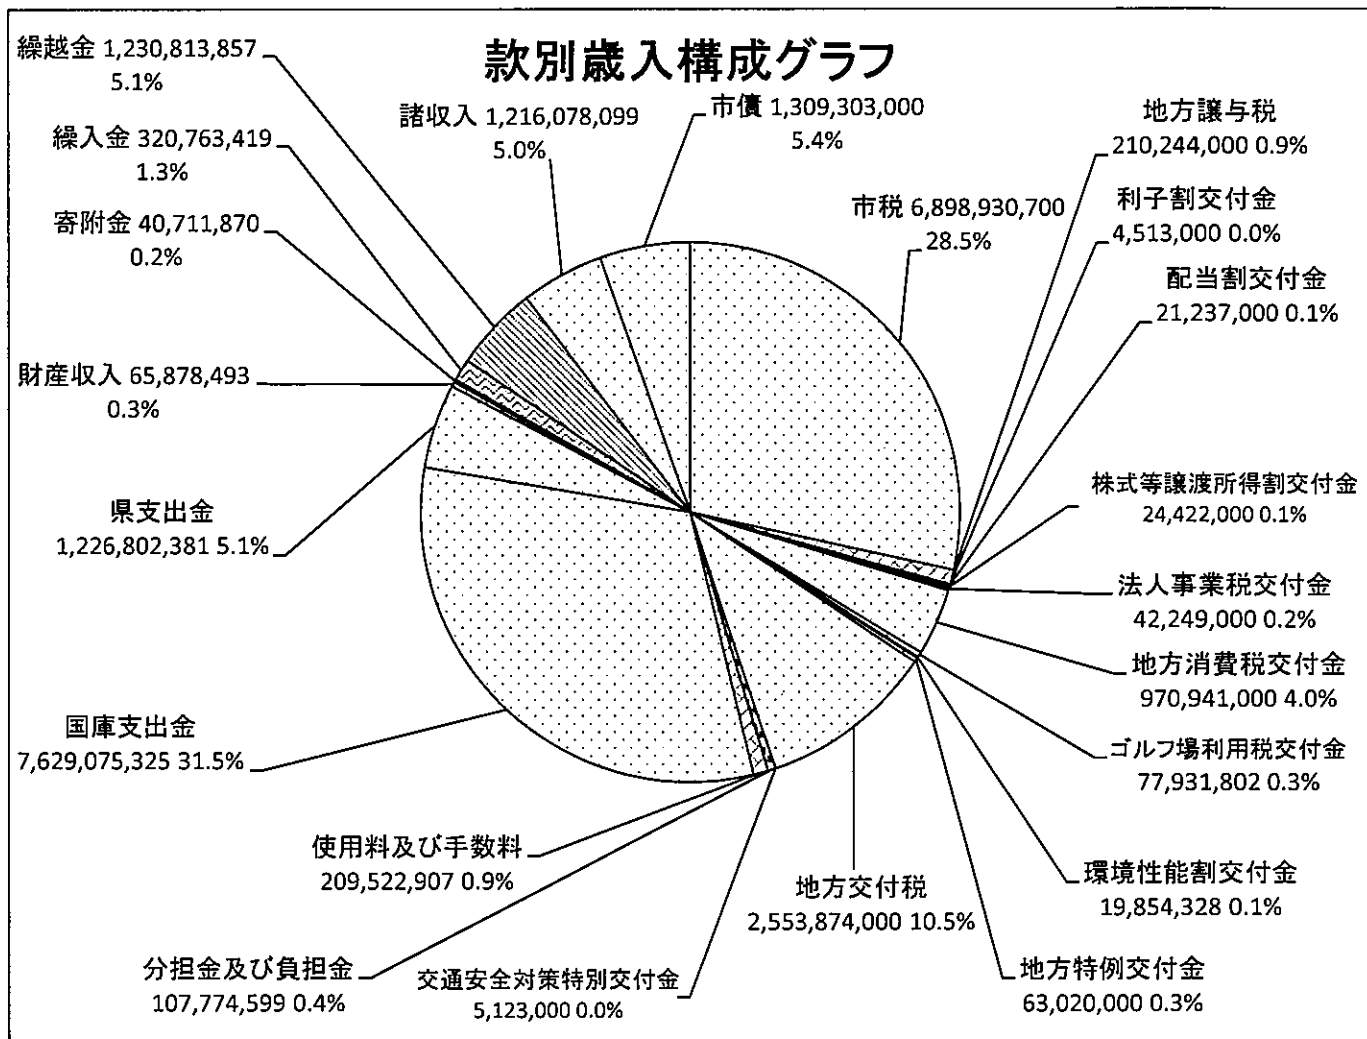 款別歳入構成グラフ
繰越金 1,230,813,857
5.1%
諸収入 1,216,078,099
5.0%
市債 1,309,303,000
5.4%
地方譲与税
210,244,000 0.9%
繰入金 320,763,419
1.3%
市税 6,898,930,700
28.5%
利子割交付金
4,513,000 0.0%
寄附金 40,711,870
0.2%
配当割交付金
21,237,000 0.1%
財産収入 65,878,493
0.3%
株式等譲渡所得割交付金
24,422,000 0.1%
県支出金
1,226,802,381 5.1%
法人事業税交付金
42,249,000 0.2%
地方消費税交付金
970,941,000 4.0%
国庫支出金
7,629,075,325 31.5%
ゴルフ場利用税交付金
77,931,802 0.3%
使用料及び手数料
209,522,907 0.9%
地方交付税
2,553,874,000 10.5%
環境性能割交付金
19,854,328 0.1%
分担金及び負担金
107,774,599 0.4%
交通安全対策特別交付金
5,123,000 0.0%
地方特例交付金
63,020,000 0.3%